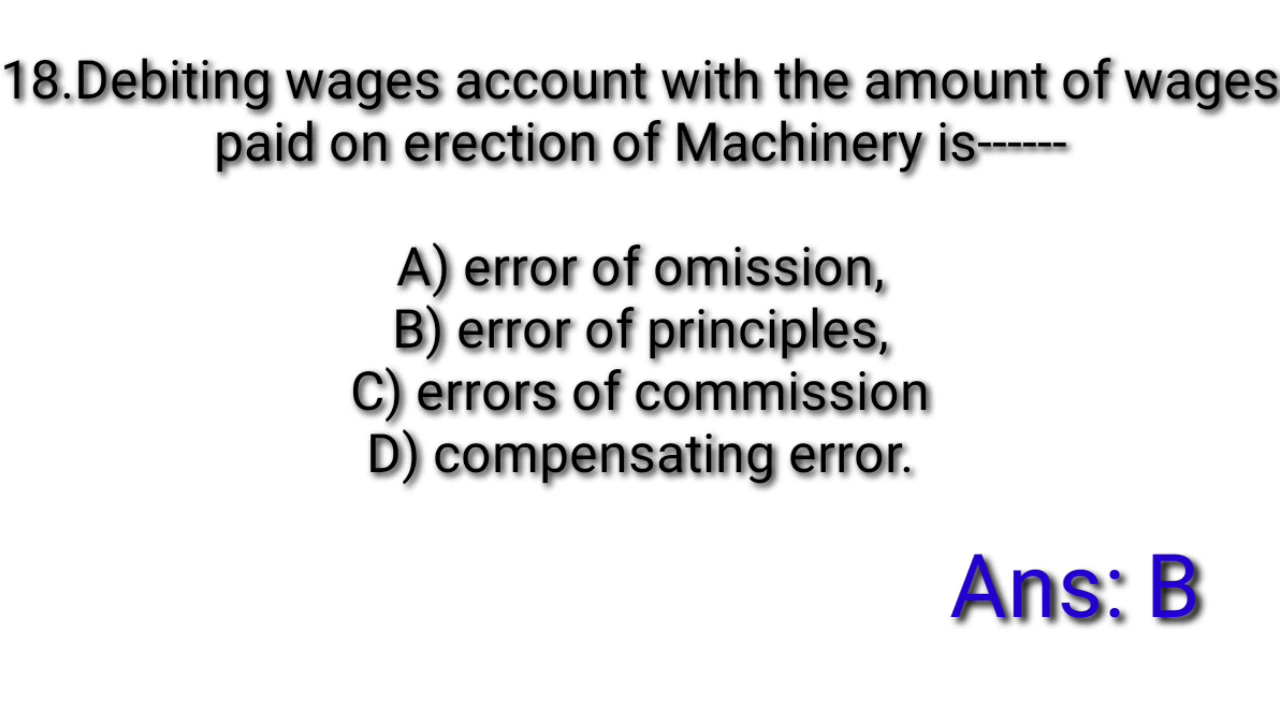 18.Debiting wages account with the amount of wages
paid on erection of Machinery is------
A) error of omission,
B) error of principles,
C) errors of commission
D) compensating error.
Ans: B